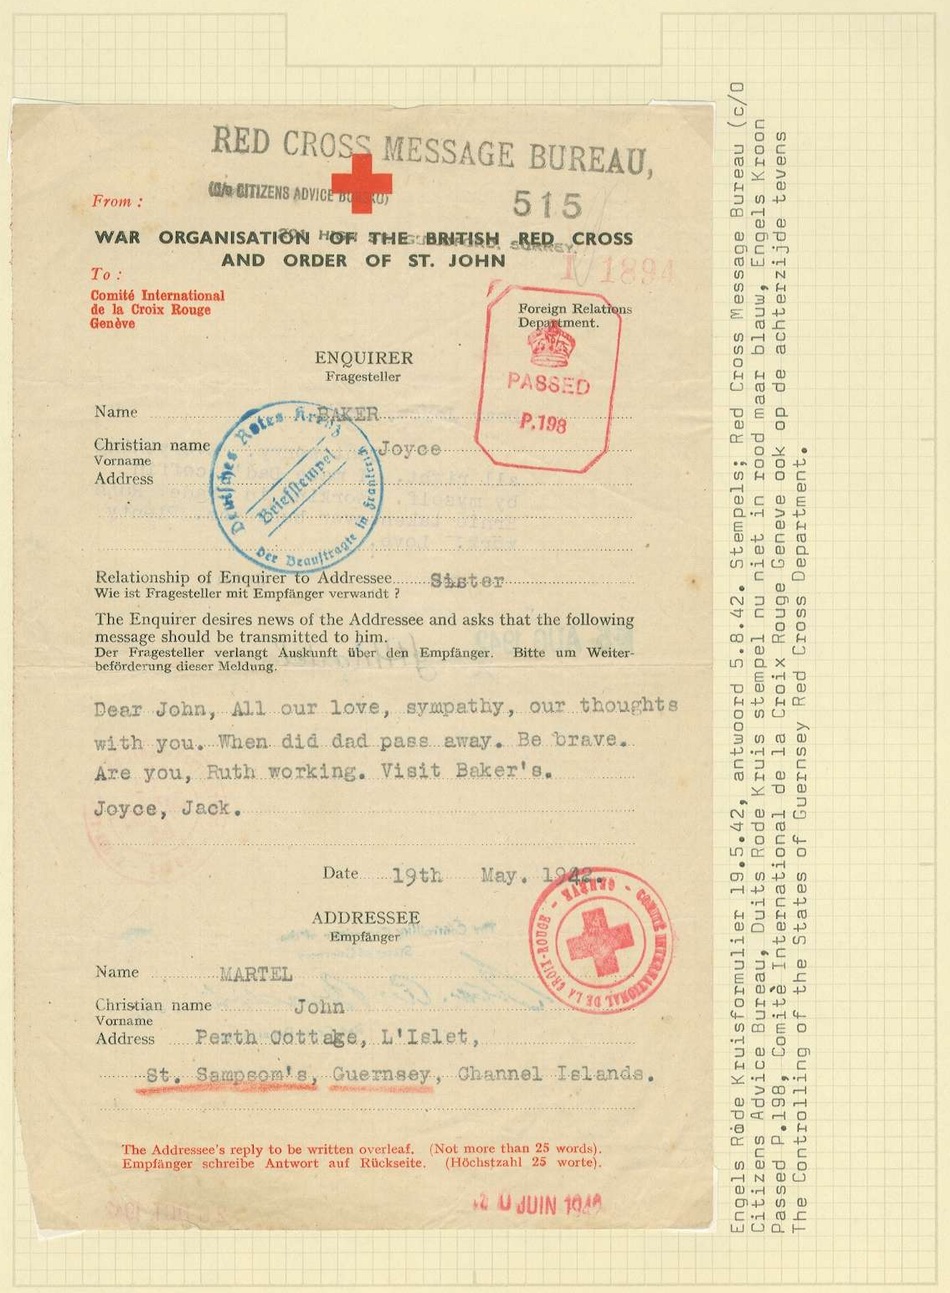 RED CROSS MESSAGE BUREAU,
(C/o CITIZENS ADVICE BUREAU)
From :
515
HIGH SURREY.
WAR ORGANISATION OF THE BRITISH RED CROSS
AND ORDER OF ST. JOHN
To :
1894
Comité International
de la Croix Rouge
Genève
Foreign Relations
Department.
PASSED
P.198
ENQUIRER
Fragesteller
Name BAKER
Christian name Joyce
Vorname
Address
Deutsches Rotes Kreuz
Briefstempel
Der Beauftragte in Frankreich
Relationship of Enquirer to Addressee Sister
Wie ist Fragesteller mit Empfänger verwandt ?
The Enquirer desires news of the Addressee and asks that the following
message should be transmitted to him.
Der Fragesteller verlangt Auskunft über den Empfänger. Bitte um Weiter-
beförderung dieser Meldung.
Dear John, All our love, sympathy, our thoughts
with you. When did dad pass away. Be brave.
Are you, Ruth working. Visit Baker's.
Joyce, Jack.
Date 19th May. 1942.
COMITÉ INTERNATIONAL DE LA CROIX-ROUGE - GENÈVE -
ADDRESSEE
Empfänger
Name MARTEL
Christian name John
Vorname
Address Perth Cottage, L'Islet,
St. Sampsom's, Guernsey, Channel Islands.
The Addressee's reply to be written overleaf. (Not more than 25 words).
Empfänger schreibe Antwort auf Rückseite. (Höchstzahl 25 worte).
20 JUIN 194
Engels Rode Kruisformulier 19.5.42, antwoord 5.8.42. Stempels; Red Cross Message Bureau (c/o
Citizens Advice Bureau, Duits Rode Kruis stempel nu niet in rood maar blauw, Engels Kroon
Passed P.198, Comitè International de la Croix Rouge Geneve ook op de achterzijde tevens
The Controlling of the States of Guernsey Red Cross Department.